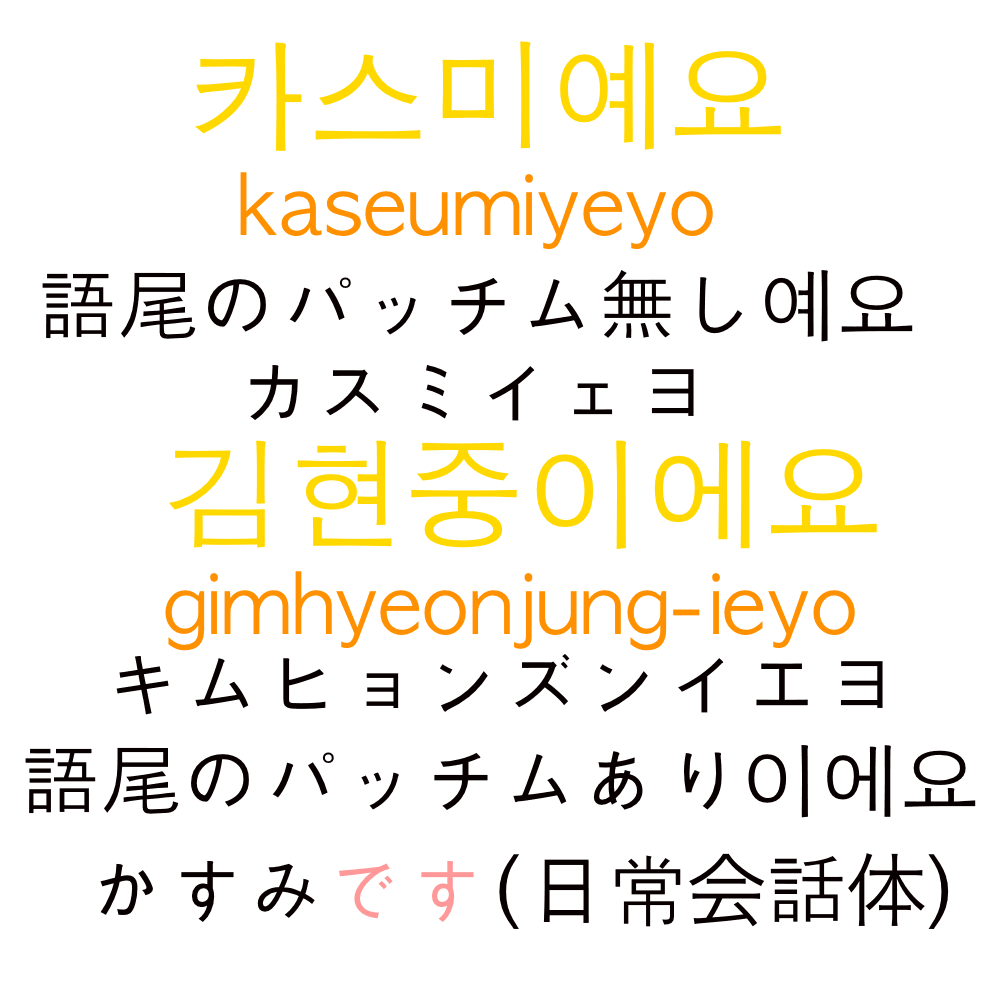 카스미예요
kaseumiyeyo
語尾のパッチム無し예요
カスミイェヨ
김현중이에요
gimhyeonjung-ieyo
キムヒョンズンイエヨ
語尾のパッチムあり이에요
かすみです(日常会話体)